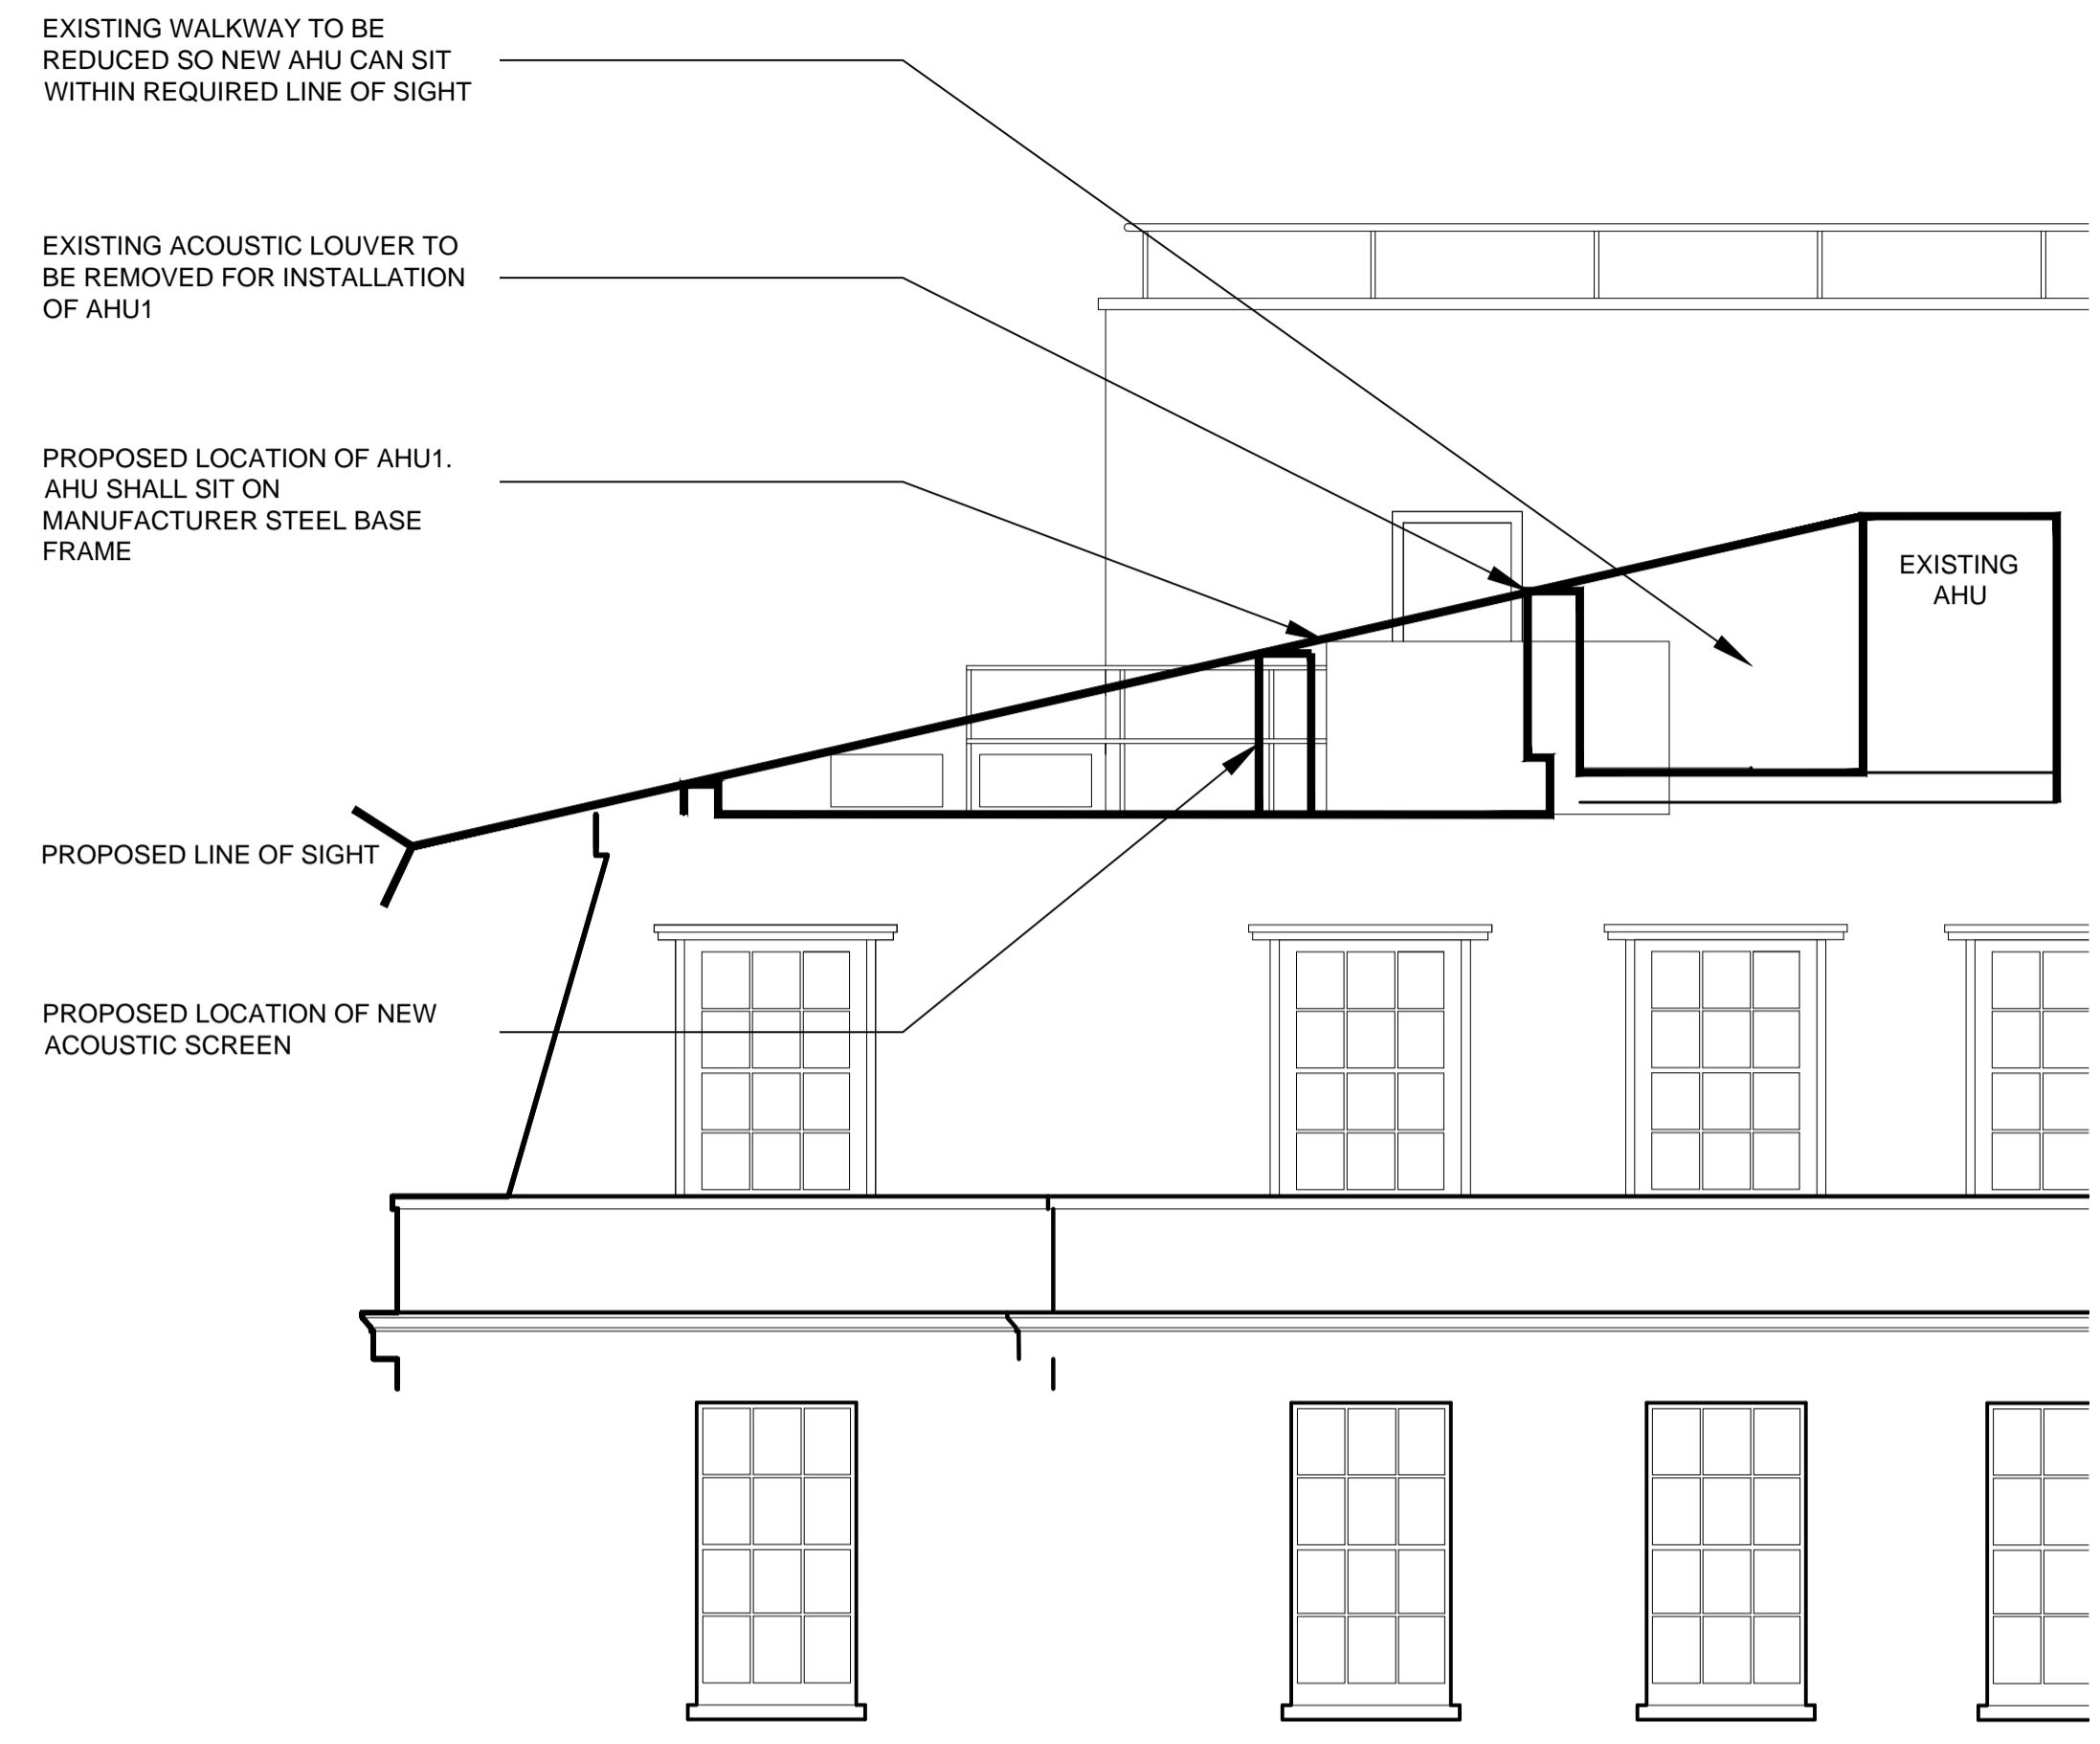 EXISTING WALKWAY TO BE
REDUCED SO NEW AHU CAN SIT
WITHIN REQUIRED LINE OF SIGHT
EXISTING ACOUSTIC LOUVER TO
BE REMOVED FOR INSTALLATION
OF AHU1
PROPOSED LOCATION OF AHU1.
AHU SHALL SIT ON
MANUFACTURER STEEL BASE
FRAME
EXISTING
AHU
PROPOSED LINE OF SIGHT
PROPOSED LOCATION OF NEW
ACOUSTIC SCREEN